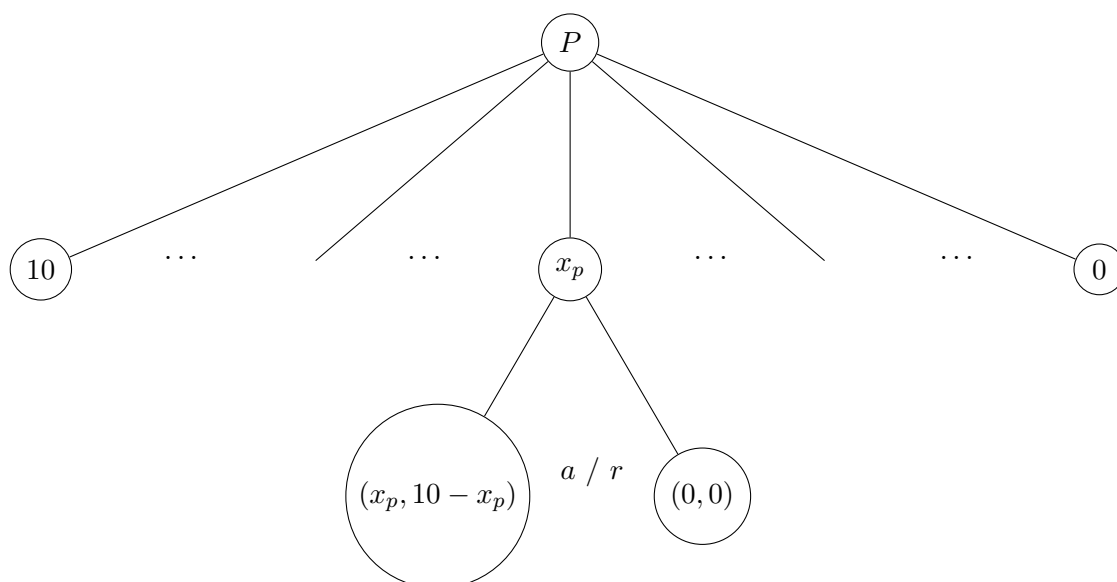 P
10 ... ... x_p ... ... 0
(x_p, 10 − x_p) a / r (0, 0)